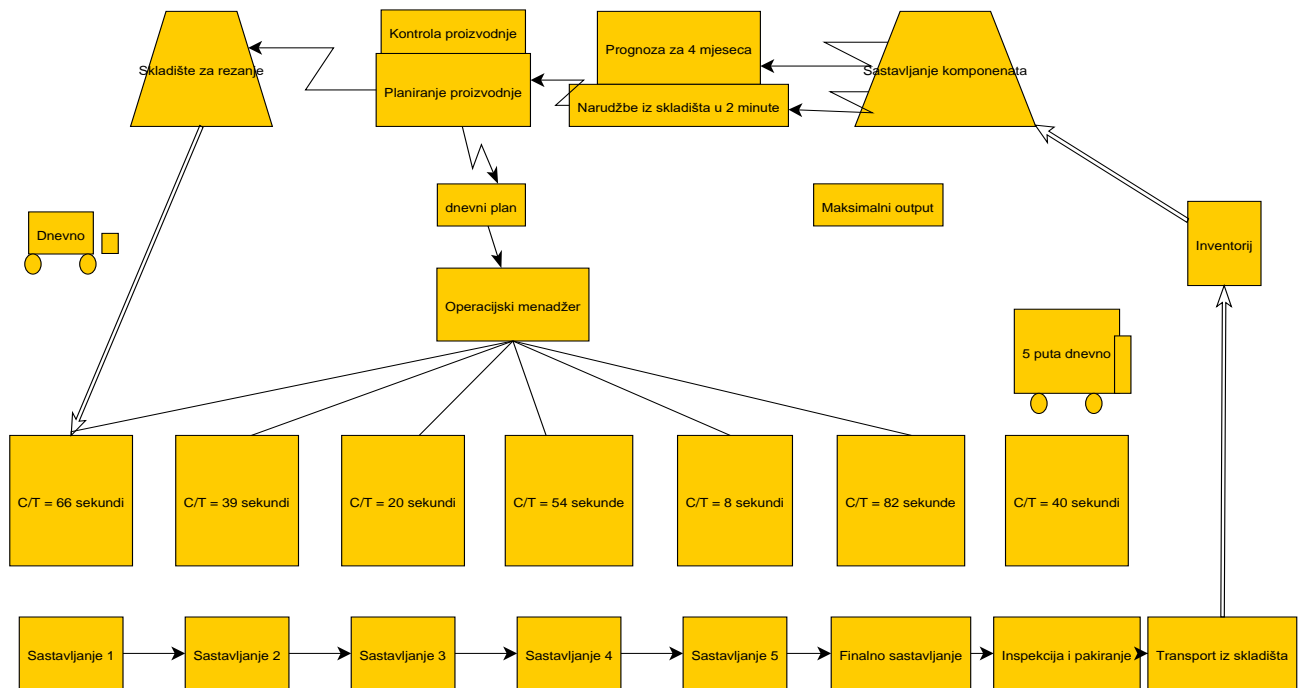 Skladište za rezanje
Kontrola proizvodnje
Planiranje proizvodnje
Prognoza za 4 mjeseca
Narudžbe iz skladišta u 2 minute
Sastavljanje komponenata
dnevni plan
Maksimalni output
Dnevno
Inventorij
Operacijski menadžer
5 puta dnevno
C/T = 66 sekundi
C/T = 39 sekundi
C/T = 20 sekundi
C/T = 54 sekunde
C/T = 8 sekundi
C/T = 82 sekunde
C/T = 40 sekundi
Sastavljanje 1
Sastavljanje 2
Sastavljanje 3
Sastavljanje 4
Sastavljanje 5
Finalno sastavljanje
Inspekcija i pakiranje
Transport iz skladišta